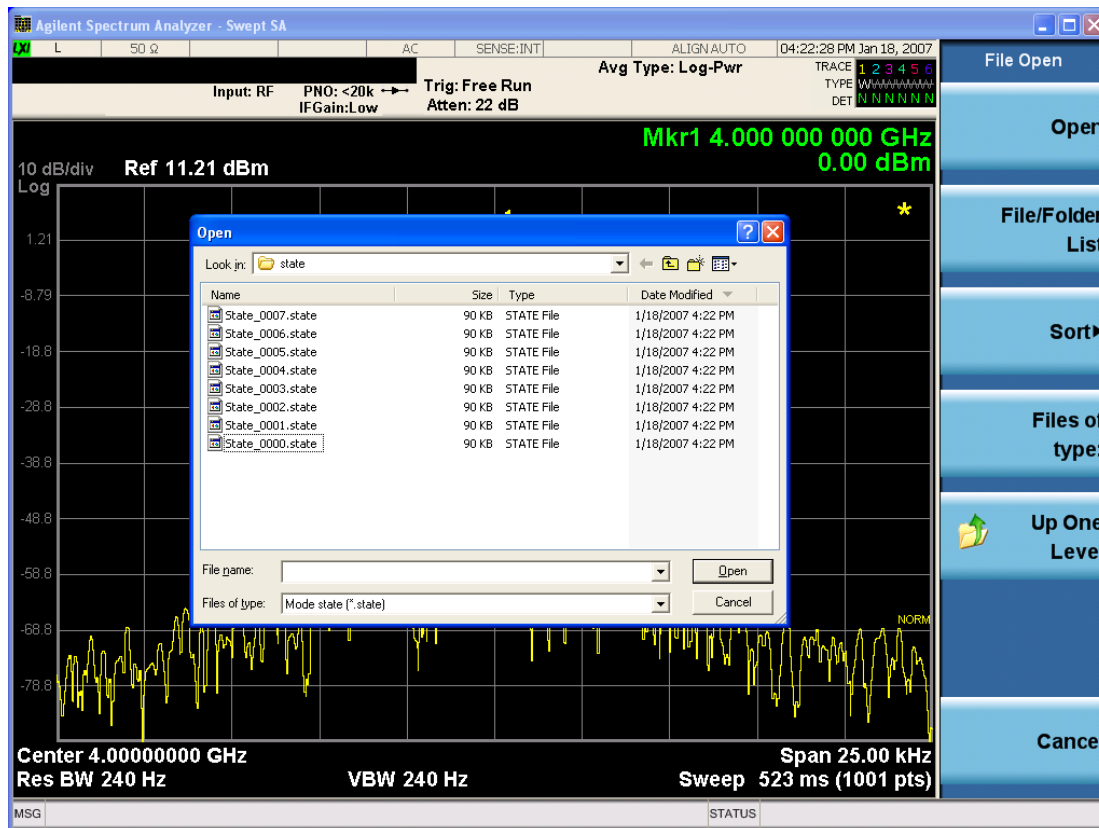 Agilent Spectrum Analyzer - Swept SA
LXI L 50 Ω AC SENSE:INT ALIGN AUTO 04:22:28 PM Jan 18, 2007
Input: RF PNO: <20k IFGain:Low
Trig: Free Run
Atten: 22 dB
Avg Type: Log-Pwr
TRACE 1 2 3 4 5 6
TYPE WWWWWW
DET N N N N N N
Mkr1 4.000 000 000 GHz
0.00 dBm
10 dB/div Ref 11.21 dBm
Log
1.21
-8.79
-18.8
-28.8
-38.8
-48.8
-58.8
-68.8
-78.8
NORM
Open
Look in: state
Name Size Type Date Modified
State_0007.state 90 KB STATE File 1/18/2007 4:22 PM
State_0006.state 90 KB STATE File 1/18/2007 4:22 PM
State_0005.state 90 KB STATE File 1/18/2007 4:22 PM
State_0004.state 90 KB STATE File 1/18/2007 4:22 PM
State_0003.state 90 KB STATE File 1/18/2007 4:22 PM
State_0002.state 90 KB STATE File 1/18/2007 4:22 PM
State_0001.state 90 KB STATE File 1/18/2007 4:22 PM
State_0000.state 90 KB STATE File 1/18/2007 4:22 PM
File name: Open
Files of type: Mode state (*.state) Cancel
Center 4.00000000 GHz Span 25.00 kHz
Res BW 240 Hz VBW 240 Hz Sweep 523 ms (1001 pts)
MSG STATUS
File Open
Open
File/Folder
List
Sort
Files of
type:
Up One
Leve
Cance